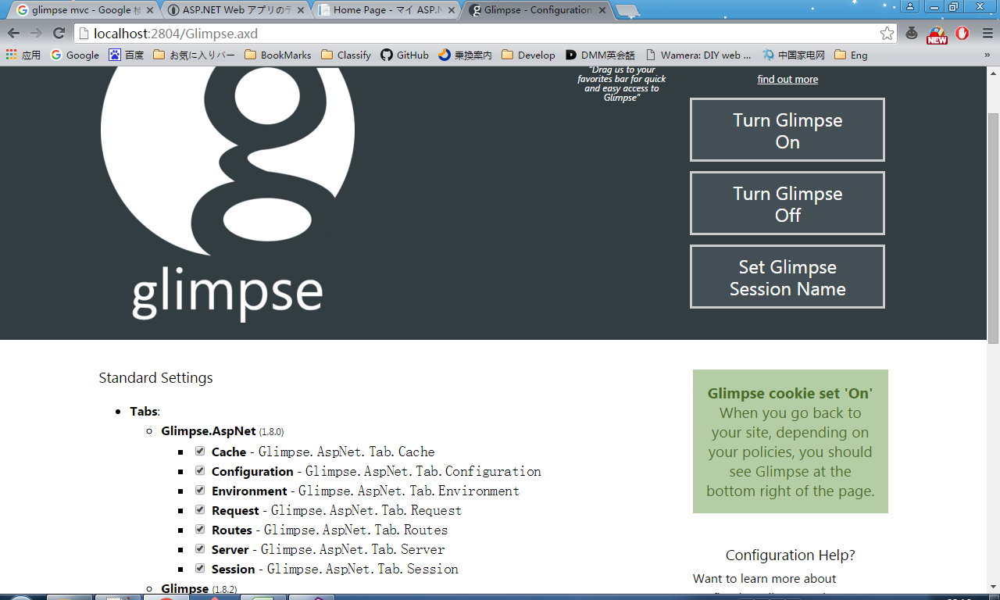 glimpse mvc - Google 検
ASP.NET Web アプリのデ
Home Page - マイ ASP.N
Glimpse - Configuration
localhost:2804/Glimpse.axd
NEW
应用
Google
百度
お気に入りバー
BookMarks
Classify
GitHub
乗換案内
Develop
DMM英会話
Wamera: DIY web ...
中国家电网
Eng
»
g
glimpse
"Drag us to your
favorites bar for quick
and easy access to
Glimpse"
find out more
Turn Glimpse
On
Turn Glimpse
Off
Set Glimpse
Session Name
Standard Settings
Tabs:
Glimpse.AspNet (1.8.0)
Cache - Glimpse.AspNet.Tab.Cache
Configuration - Glimpse.AspNet.Tab.Configuration
Environment - Glimpse.AspNet.Tab.Environment
Request - Glimpse.AspNet.Tab.Request
Routes - Glimpse.AspNet.Tab.Routes
Server - Glimpse.AspNet.Tab.Server
Session - Glimpse.AspNet.Tab.Session
Glimpse (1.8.2)
Glimpse cookie set 'On'
When you go back to
your site, depending on
your policies, you should
see Glimpse at the
bottom right of the page.
Configuration Help?
Want to learn more about